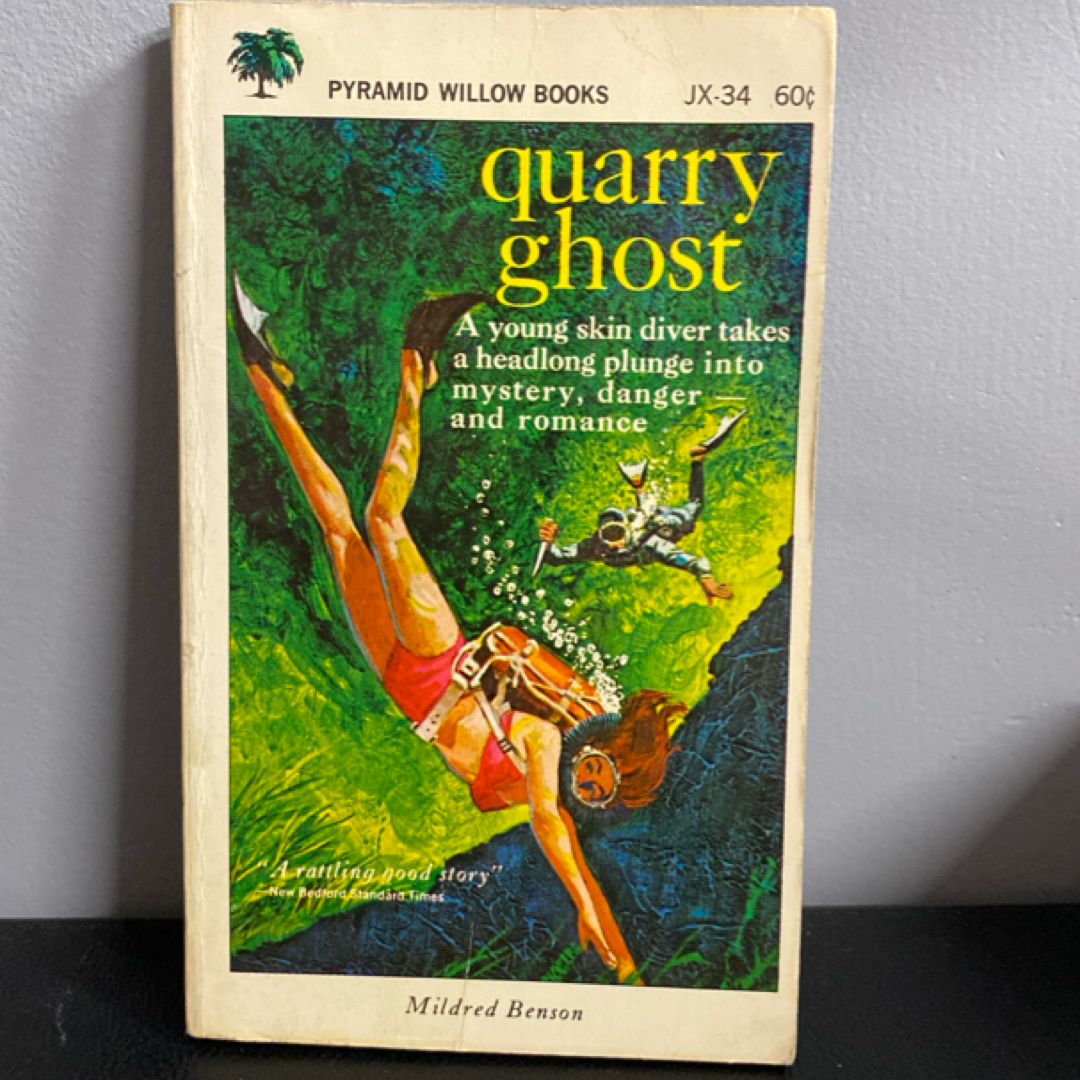 PYRAMID WILLOW BOOKS JX-34 60¢
quarry
ghost
A young skin diver takes
a headlong plunge into
mystery, danger —
and romance
"A rattling good story"
New Bedford Standard Times
Mildred Benson